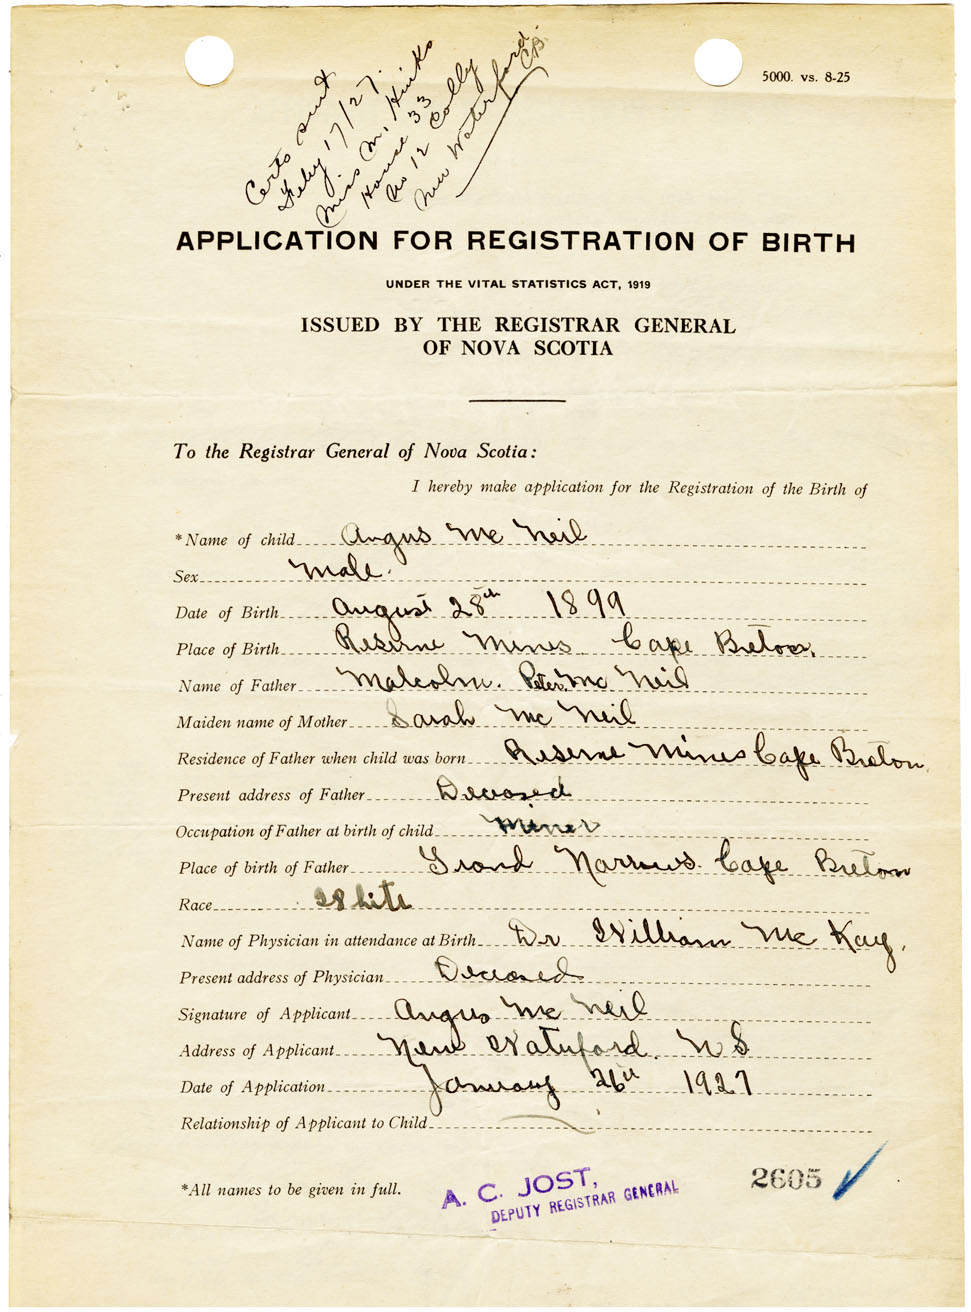 5000. vs. 8-25
Certs sent
Feby 17/27.
Miss M. Hinks
House 33
No 12 Colly
New Waterford.
C.B.
APPLICATION FOR REGISTRATION OF BIRTH
UNDER THE VITAL STATISTICS ACT, 1919
ISSUED BY THE REGISTRAR GENERAL
OF NOVA SCOTIA
To the Registrar General of Nova Scotia:
I hereby make application for the Registration of the Birth of
*Name of child Angus Mc Neil
Sex Male.
Date of Birth August 28th 1899
Place of Birth Reserve Mines Cape Breton.
Name of Father Malcolm. Peter. Mc Neil
Maiden name of Mother Sarah Mc Neil
Residence of Father when child was born Reserve Mines Cape Breton
Present address of Father Deceased
Occupation of Father at birth of child Miner
Place of birth of Father Grand Narrows Cape Breton
Race White
Name of Physician in attendance at Birth Dr William Mc Kay.
Present address of Physician Deceased
Signature of Applicant Angus Mc Neil
Address of Applicant New Waterford. N S
Date of Application January 26th 1927
Relationship of Applicant to Child
*All names to be given in full.
A. C. JOST,
DEPUTY REGISTRAR GENERAL
2605